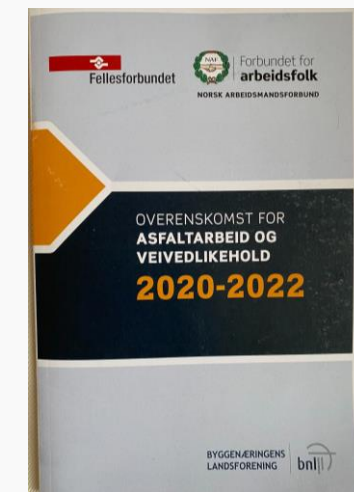 Fellesforbundet
NAF
Forbundet for
arbeidsfolk
NORSK ARBEIDSMANDSFORBUND
OVERENSKOMST FOR
ASFALTARBEID OG
VEIVEDLIKEHOLD
2020-2022
BYGGENÆRINGENS
LANDSFORENING
bnl